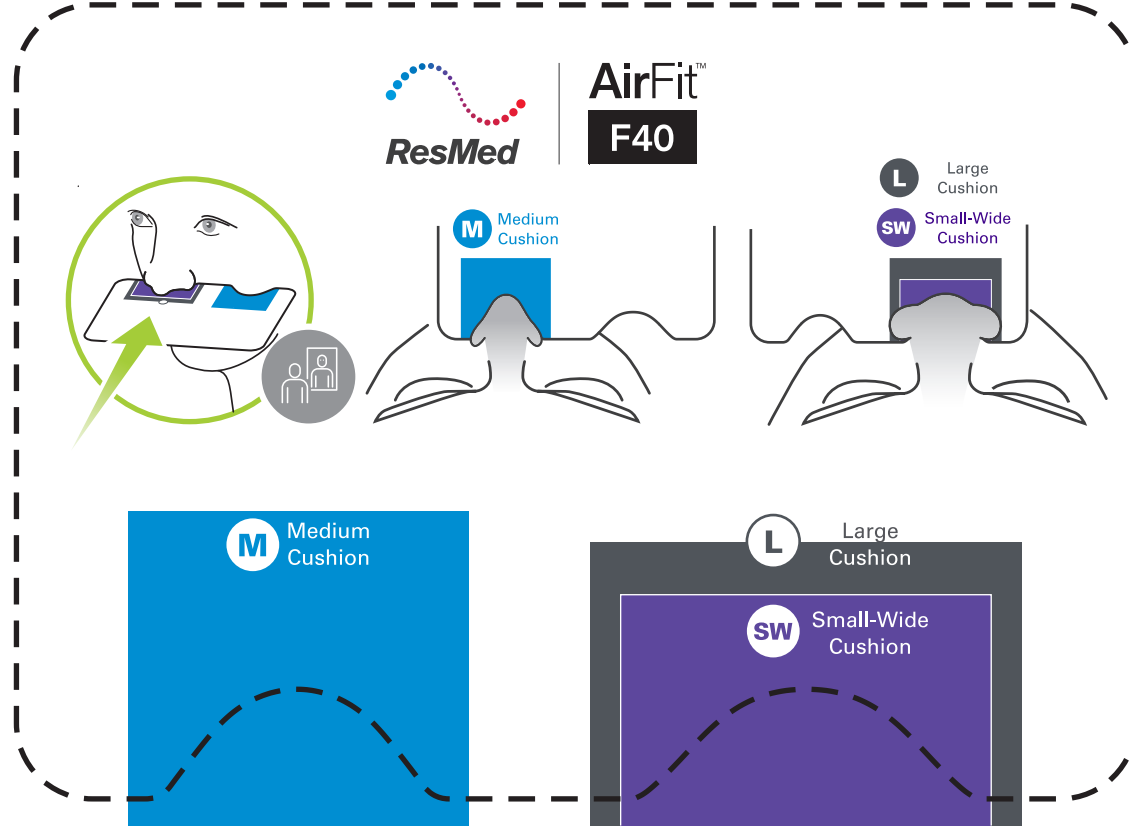 ResMed
AirFit™
F40
L
Large
Cushion
M
Medium
Cushion
SW
Small-Wide
Cushion
M
Medium
Cushion
L
Large
Cushion
SW
Small-Wide
Cushion